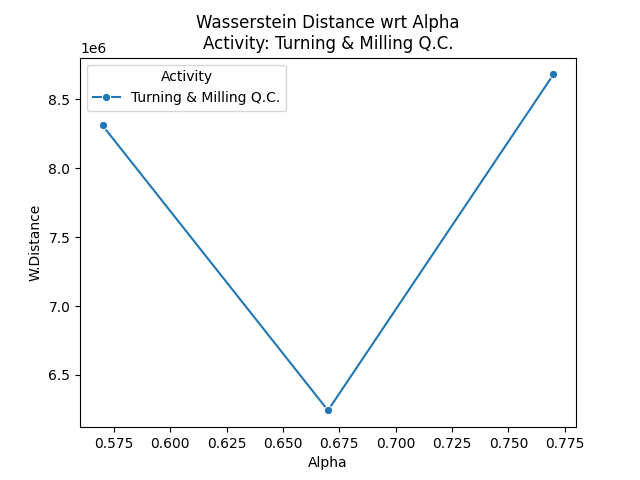 Wasserstein Distance wrt Alpha
Activity: Turning & Milling Q.C.
1e6
Activity
Turning & Milling Q.C.
8.5
8.0
7.5
7.0
6.5
W.Distance
0.575 0.600 0.625 0.650 0.675 0.700 0.725 0.750 0.775
Alpha